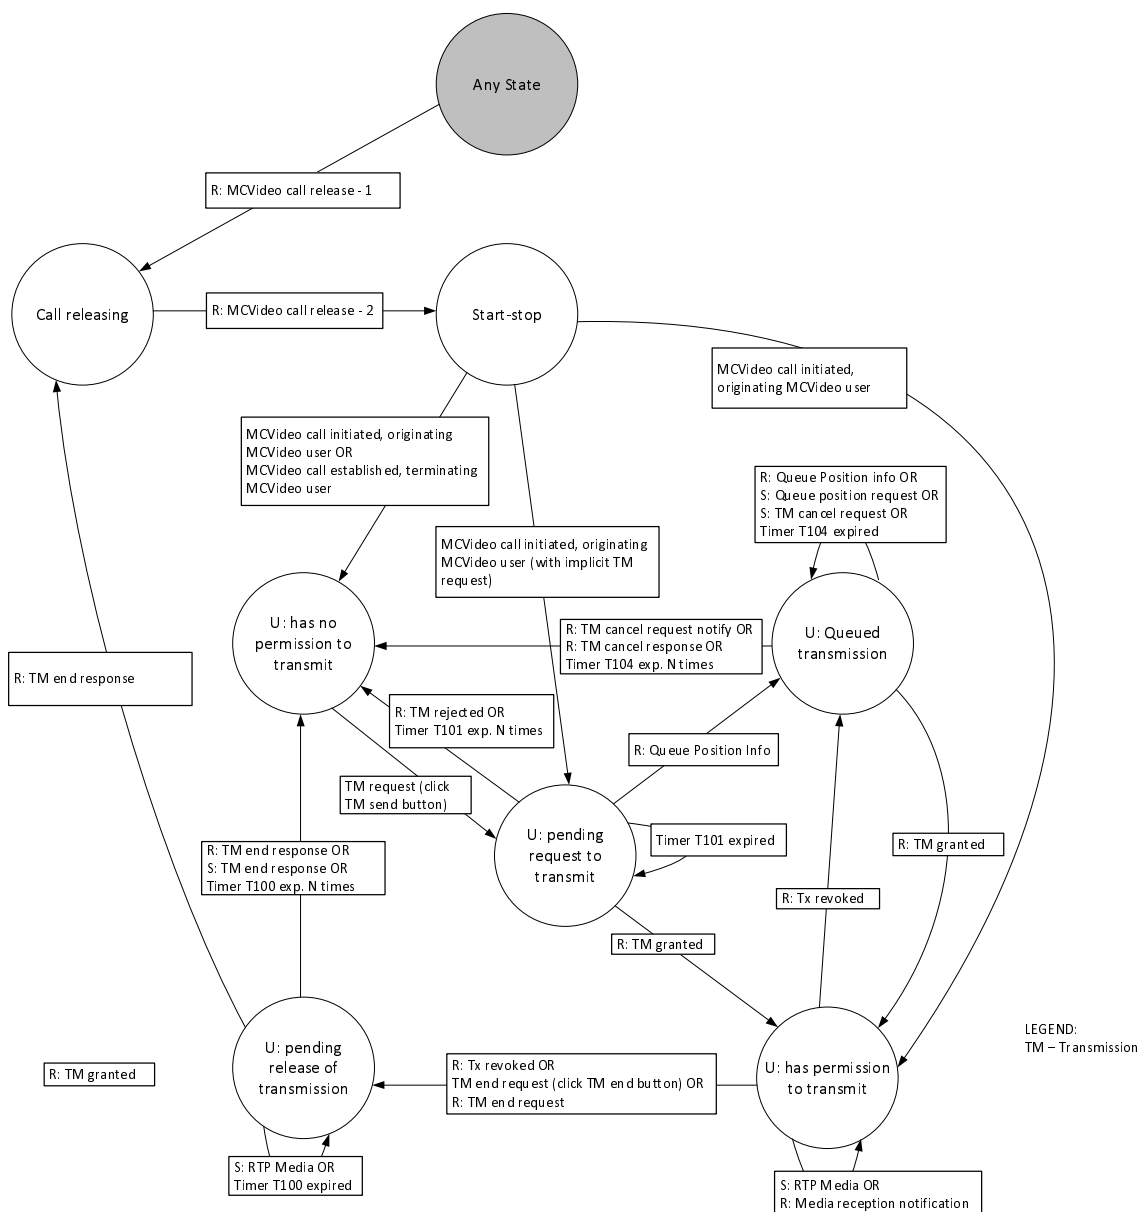 Any State
R: MCVideo call release - 1
Call releasing
R: MCVideo call release - 2
Start-stop
MCVideo call initiated,
originating MCVideo user
MCVideo call initiated, originating
MCVideo user OR
MCVideo call established, terminating
MCVideo user
R: Queue Position info OR
S: Queue position request OR
S: TM cancel request OR
Timer T104 expired
MCVideo call initiated, originating
MCVideo user (with implicit TM
request)
U: has no
permission to
transmit
R: TM cancel request notify OR
R: TM cancel response OR
Timer T104 exp. N times
U: Queued
transmission
R: TM end response
R: TM rejected OR
Timer T101 exp. N times
R: Queue Position Info
TM request (click
TM send button)
U: pending
request to
transmit
Timer T101 expired
R: TM granted
R: TM end response OR
S: TM end response OR
Timer T100 exp. N times
R: Tx revoked
R: TM granted
LEGEND:
TM – Transmission
U: pending
release of
transmission
R: TM granted
R: Tx revoked OR
TM end request (click TM end button) OR
R: TM end request
U: has permission
to transmit
S: RTP Media OR
Timer T100 expired
S: RTP Media OR
R: Media reception notification